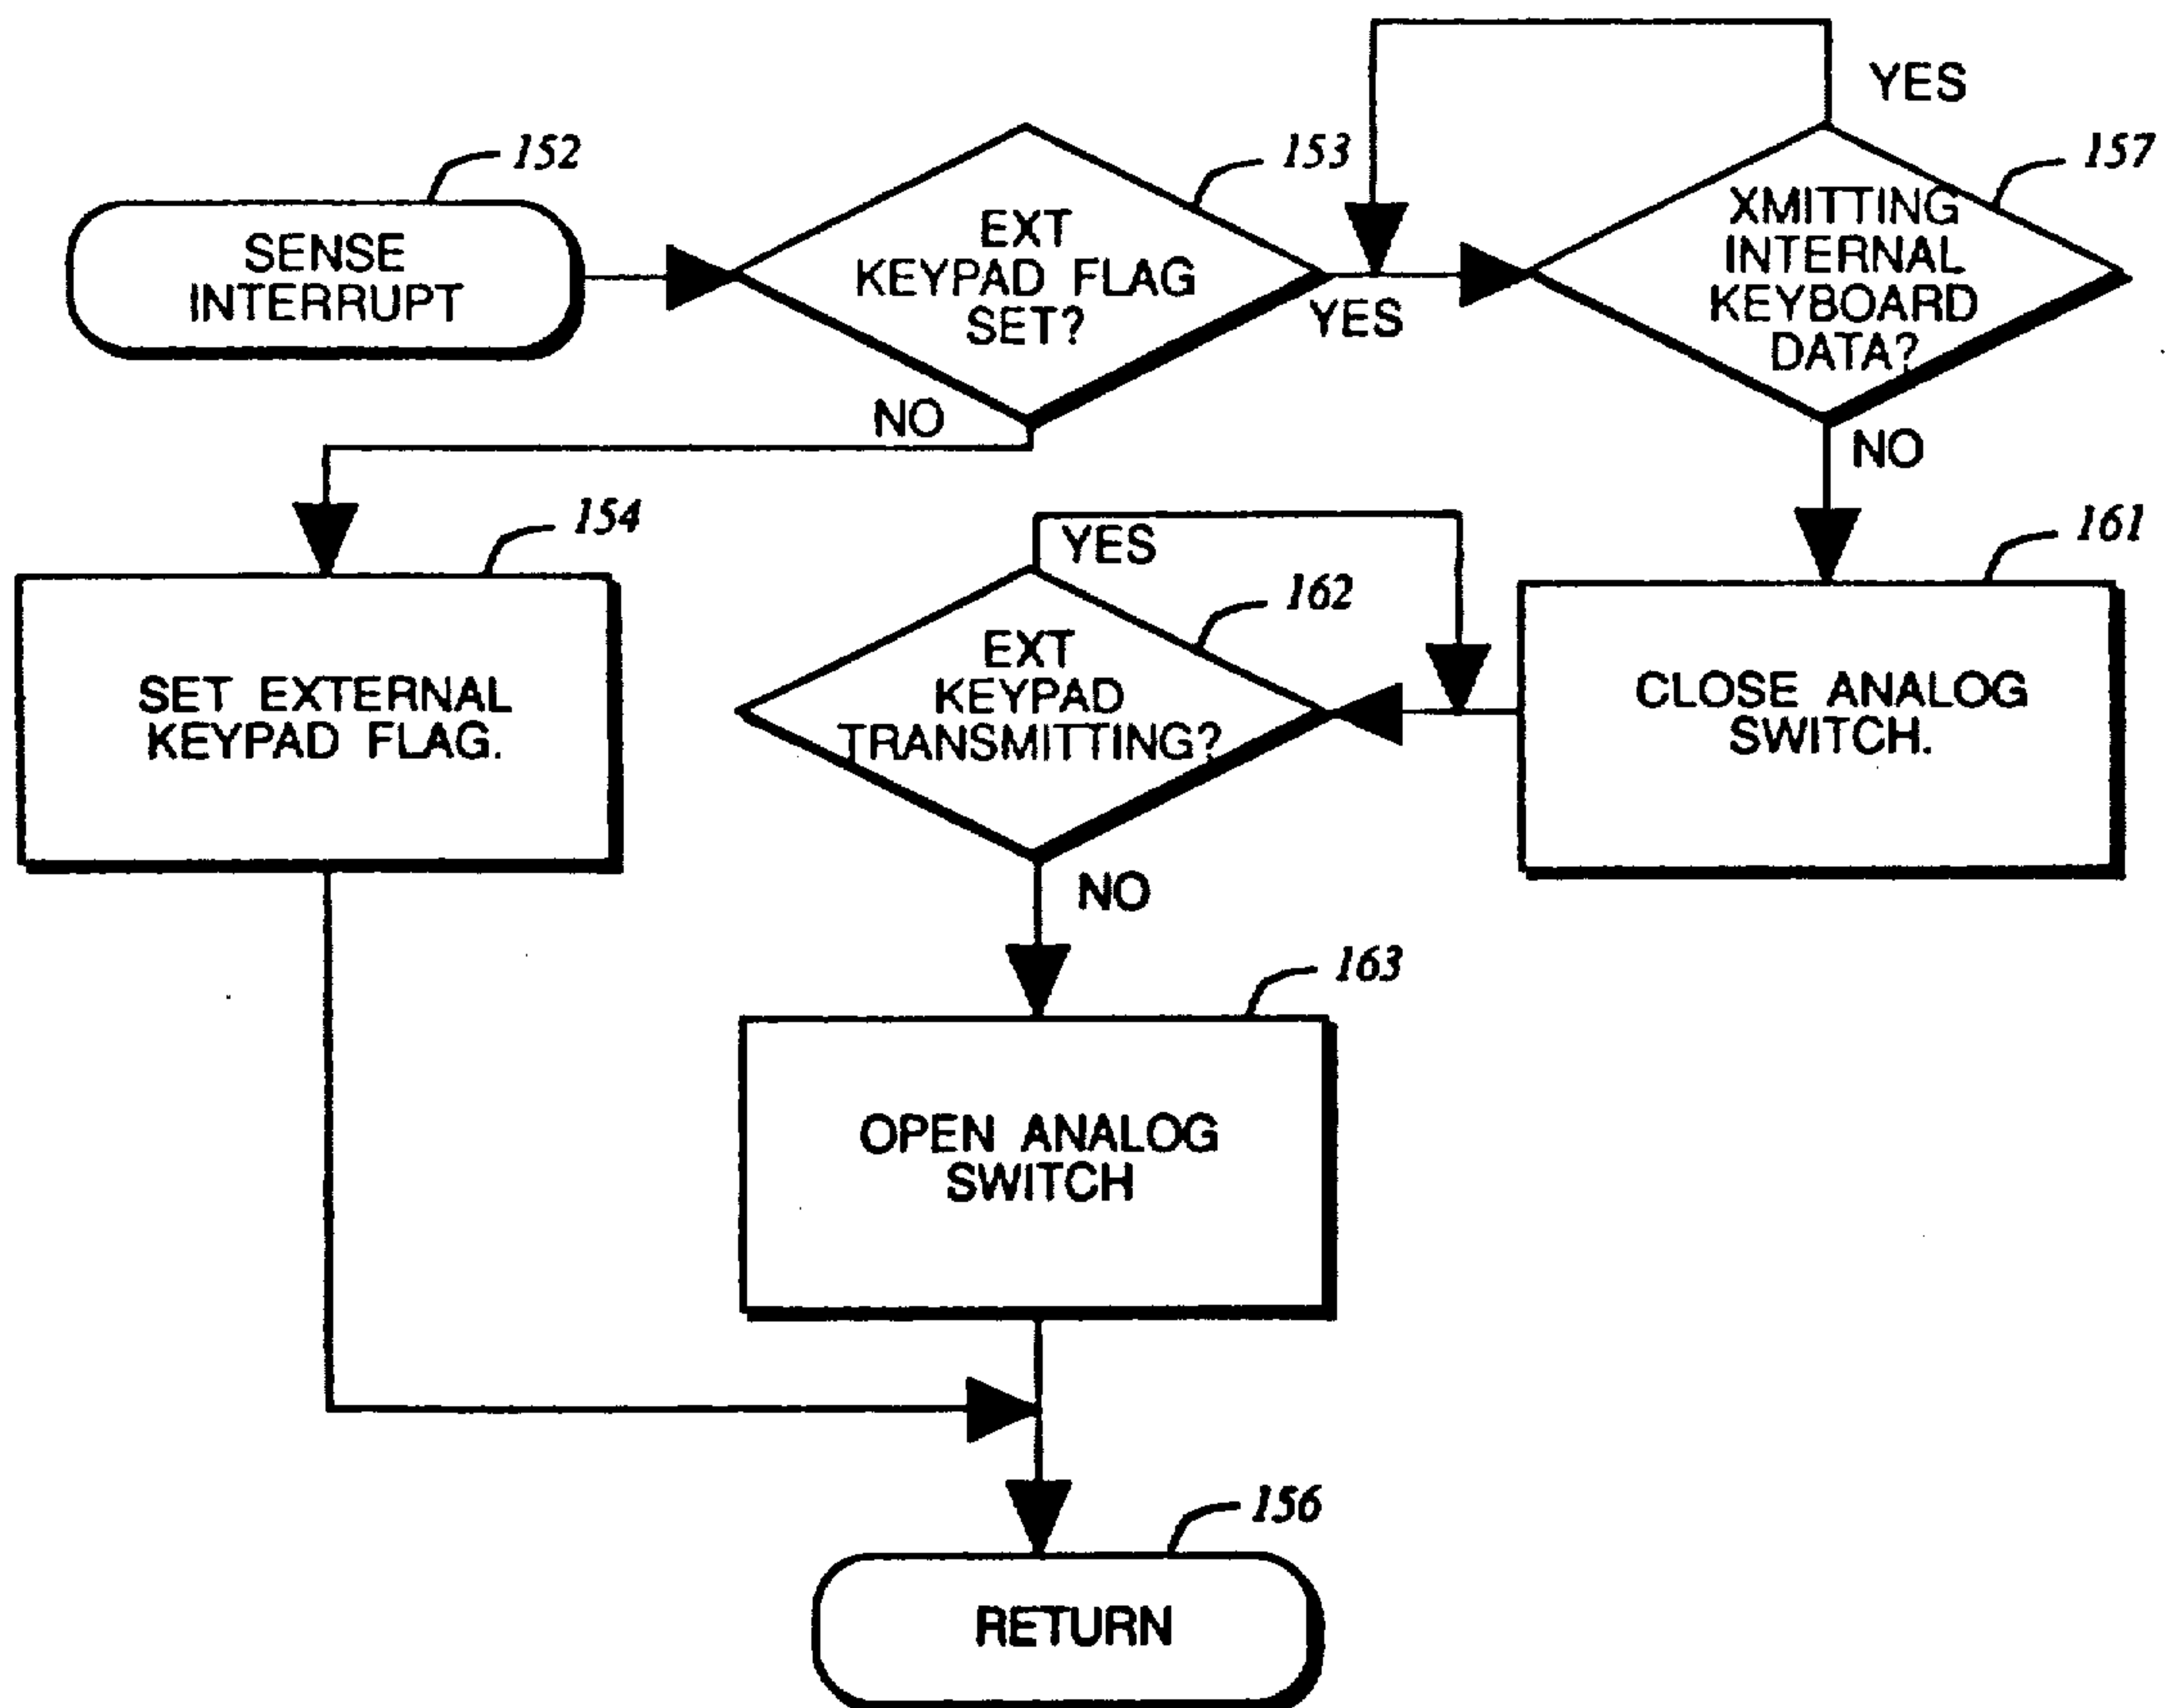 YES
152
153
157
SENSE
INTERRUPT
EXT
KEYPAD FLAG
SET?
YES
XMITTING
INTERNAL
KEYBOARD
DATA?
NO
NO
154
YES
162
161
SET EXTERNAL
KEYPAD FLAG.
EXT
KEYPAD
TRANSMITTING?
CLOSE ANALOG
SWITCH.
NO
163
OPEN ANALOG
SWITCH
156
RETURN